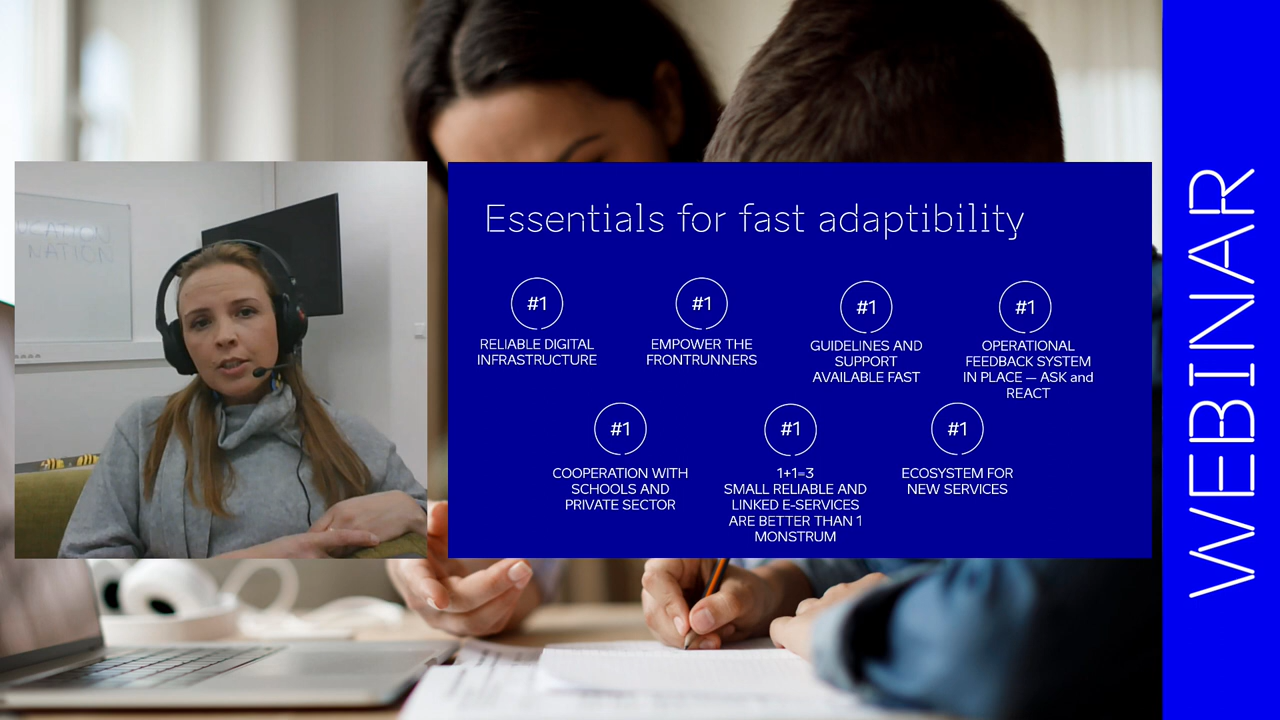 Essentials for fast adaptibility
#1
RELIABLE DIGITAL
INFRASTRUCTURE
#1
EMPOWER THE
FRONTRUNNERS
#1
GUIDELINES AND
SUPPORT
AVAILABLE FAST
#1
OPERATIONAL
FEEDBACK SYSTEM
IN PLACE – ASK and
REACT
#1
COOPERATION WITH
SCHOOLS AND
PRIVATE SECTOR
#1
1+1=3
SMALL RELIABLE AND
LINKED E-SERVICES
ARE BETTER THAN 1
MONSTRUM
#1
ECOSYSTEM FOR
NEW SERVICES
WEBINAR